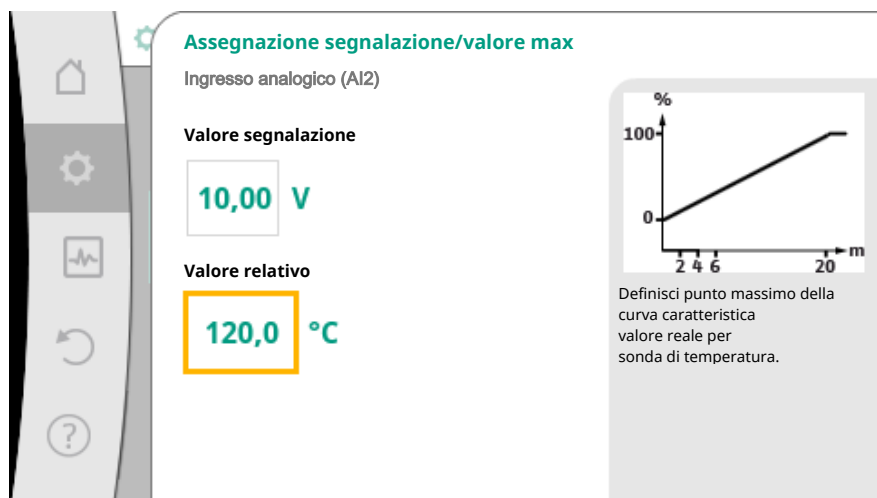 Assegnazione segnalazione/valore max
Ingresso analogico (AI2)
Valore segnalazione
10,00 V
Valore relativo
120,0 °C
%
100
0
2 4 6 20 m
Definisci punto massimo della
curva caratteristica
valore reale per
sonda di temperatura.
?